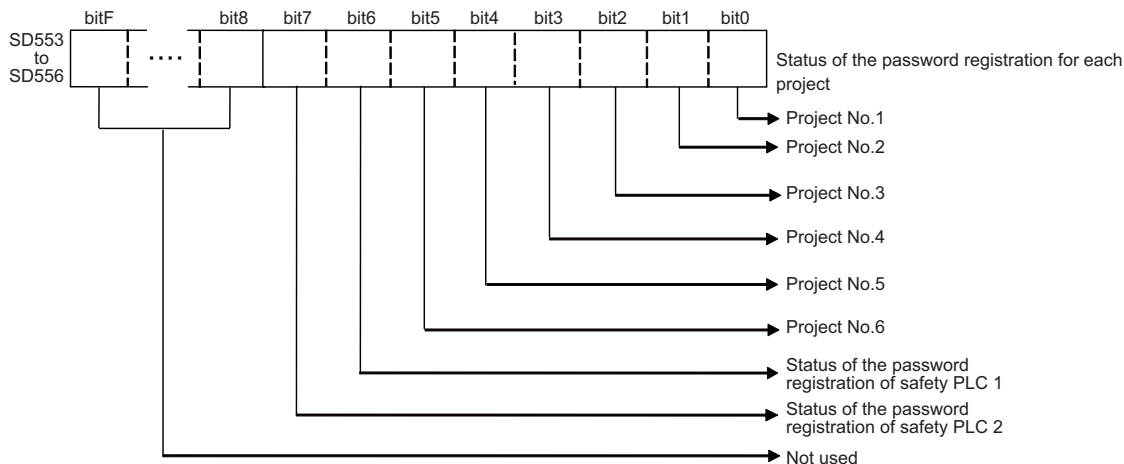 bitF bit8 bit7 bit6 bit5 bit4 bit3 bit2 bit1 bit0
SD553
to
SD556
....
Status of the password registration for each
project
Project No.1
Project No.2
Project No.3
Project No.4
Project No.5
Project No.6
Status of the password
registration of safety PLC 1
Status of the password
registration of safety PLC 2
Not used